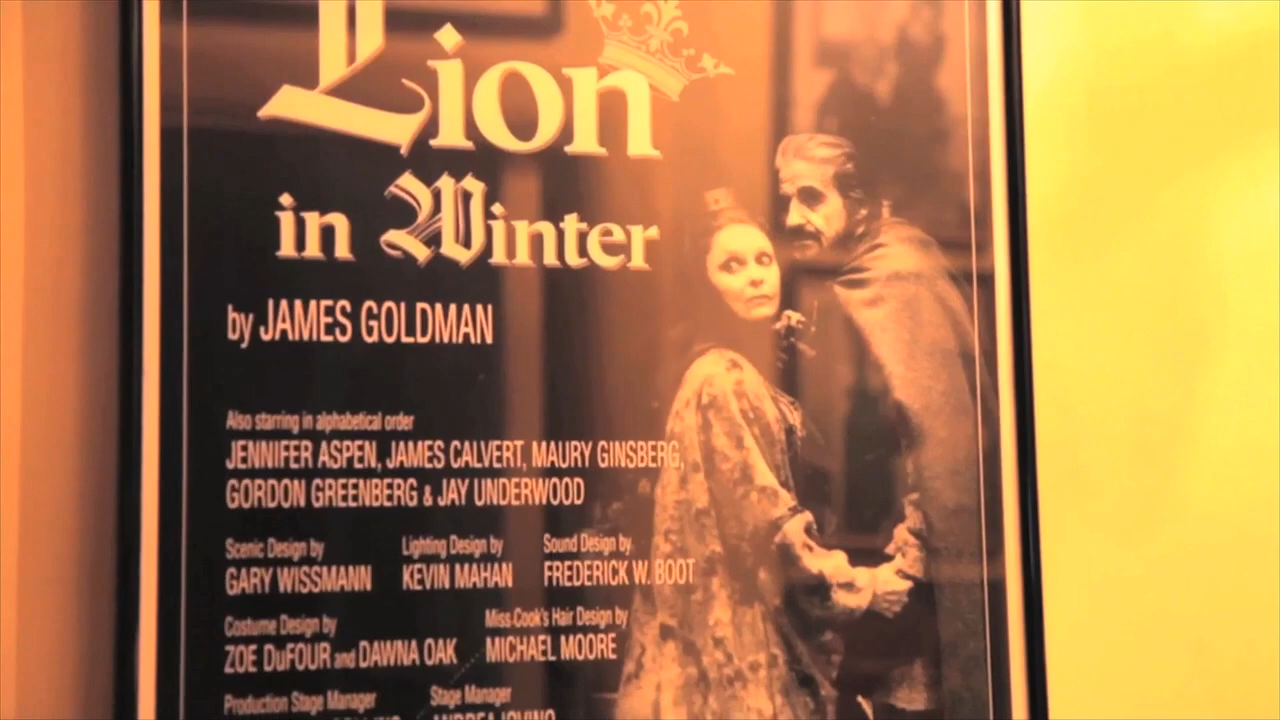 Lion
in Winter
by JAMES GOLDMAN
Also starring in alphabetical order
JENNIFER ASPEN, JAMES CALVERT, MAURY GINSBERG,
GORDON GREENBERG & JAY UNDERWOOD
Scenic Design by Lighting Design by Sound Design by
GARY WISSMANN KEVIN MAHAN FREDERICK W. BOOT
Costume Design by Miss Cook's Hair Design by
ZOE DuFOUR and DAWNA OAK MICHAEL MOORE
Production Stage Manager Stage Manager
ANDREA IOVINO